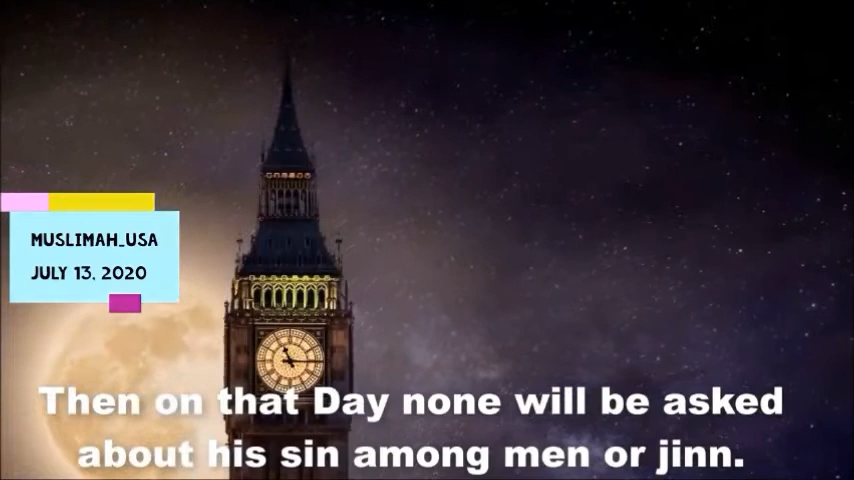 MUSLIMAH_USA
JULY 13, 2020
Then on that Day none will be asked
about his sin among men or jinn.